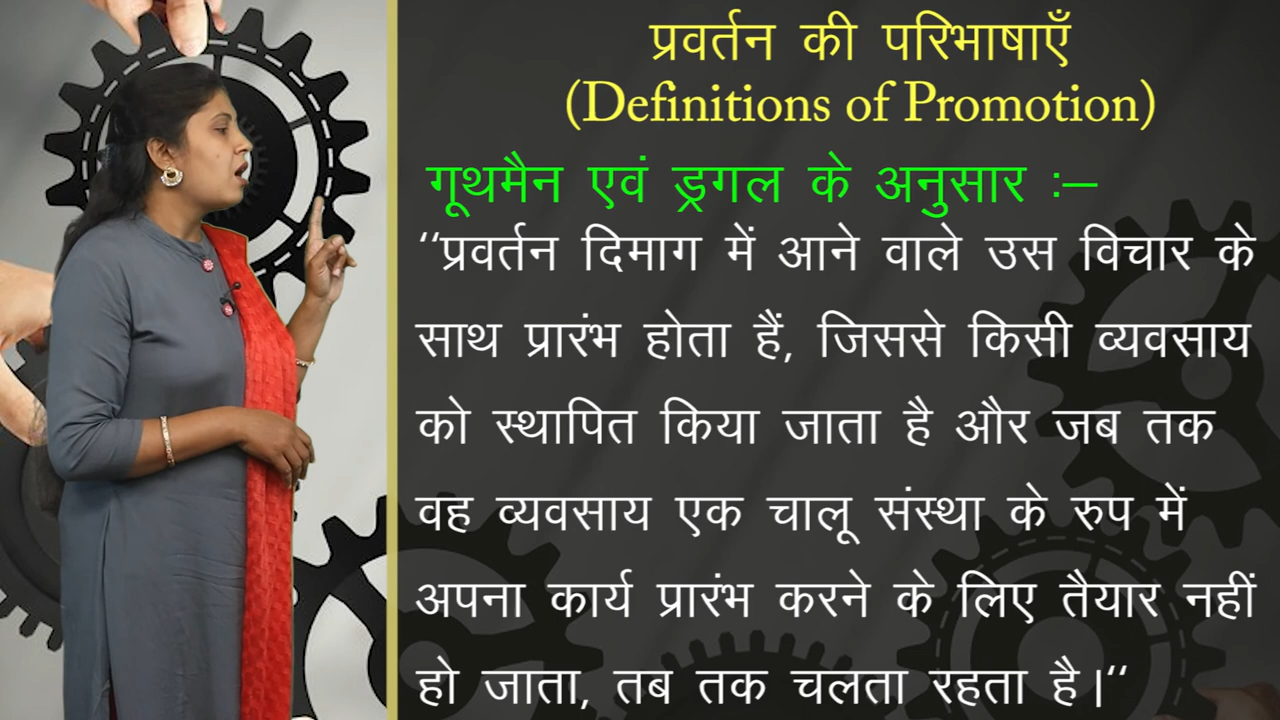 प्रवर्तन की परिभाषाएँ
(Definitions of Promotion)
गूथमैन एवं ड्रगल के अनुसार :–
‘‘प्रवर्तन दिमाग में आने वाले उस विचार के
साथ प्रारंभ होता हैं, जिससे किसी व्यवसाय
को स्थापित किया जाता है और जब तक
वह व्यवसाय एक चालू संस्था के रुप में
अपना कार्य प्रारंभ करने के लिए तैयार नहीं
हो जाता, तब तक चलता रहता है।‘‘